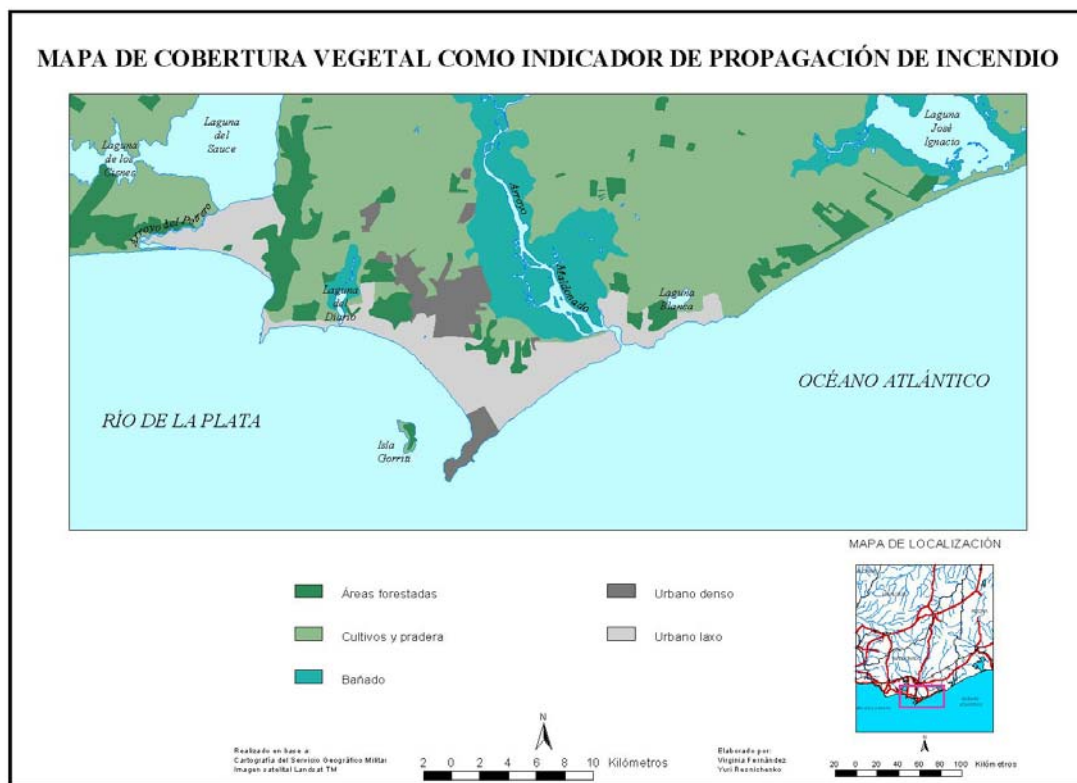 MAPA DE COBERTURA VEGETAL COMO INDICADOR DE PROPAGACIÓN DE INCENDIO
Laguna
del
Sauce
Laguna
de los
Cisnes
Arroyo del Potrero
Laguna
José
Ignacio
Arroyo
Maldonado
Laguna
del
Diario
Laguna
Blanca
OCÉANO ATLÁNTICO
RÍO DE LA PLATA
Isla
Gorriti
MAPA DE LOCALIZACIÓN
Áreas forestadas
Urbano denso
Cultivos y pradera
Urbano laxo
Bañado
N
N
Realizado en base a:
Cartografía del Servicio Geográfico Militar
Imagen satelital Landsat TM
2 0 2 4 6 8 10 Kilómetros
Elaborado por:
Virginia Fernández
Yuri Resnichenko
20 0 20 40 60 80 100
Kilómetros